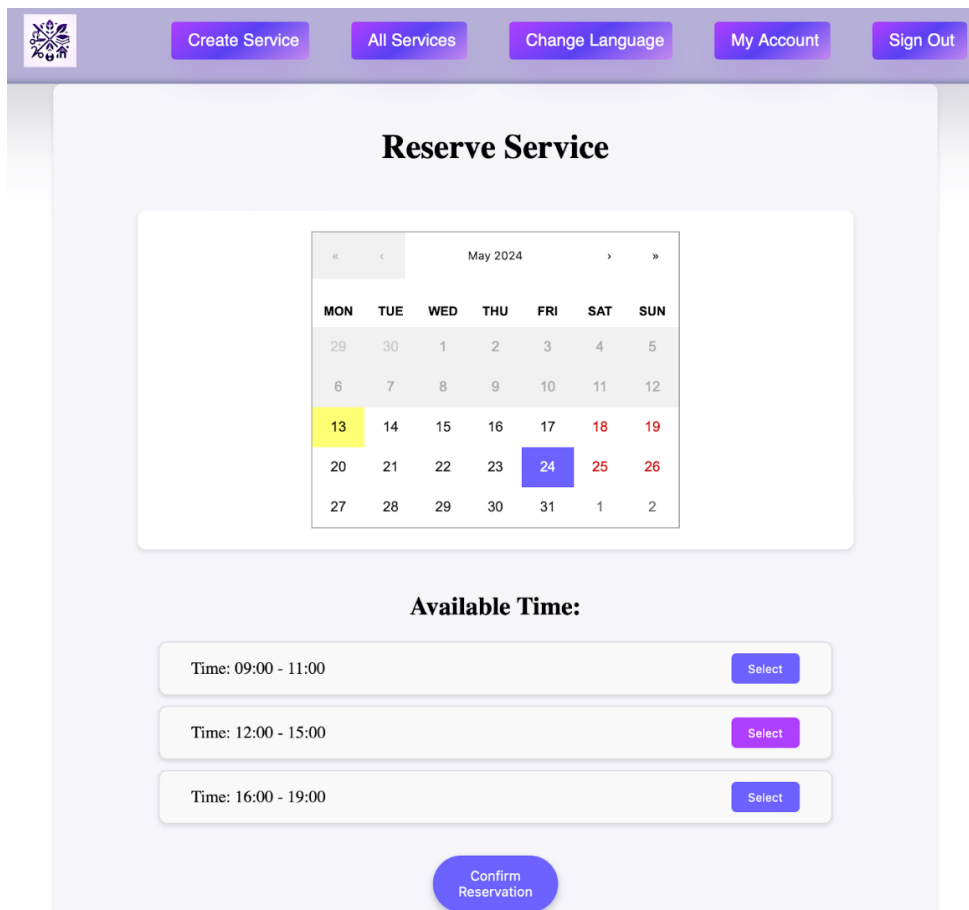 Create Service All Services Change Language My Account Sign Out
Reserve Service
« ‹ May 2024 › »
MON TUE WED THU FRI SAT SUN
29 30 1 2 3 4 5
6 7 8 9 10 11 12
13 14 15 16 17 18 19
20 21 22 23 24 25 26
27 28 29 30 31 1 2
Available Time:
Time: 09:00 - 11:00 Select
Time: 12:00 - 15:00 Select
Time: 16:00 - 19:00 Select
Confirm
Reservation